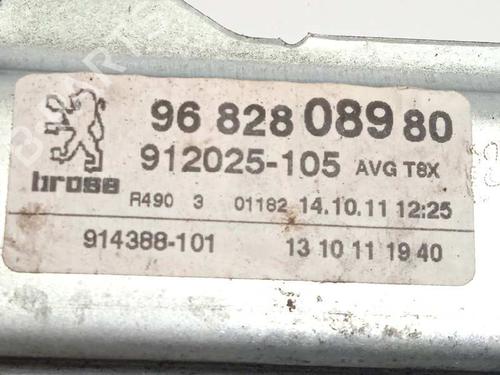 96 828 089 80
912025-105 AVG T8X
brose
R490 3 01182 14.10.11 12:25
914388-101 13 10 11 19 40